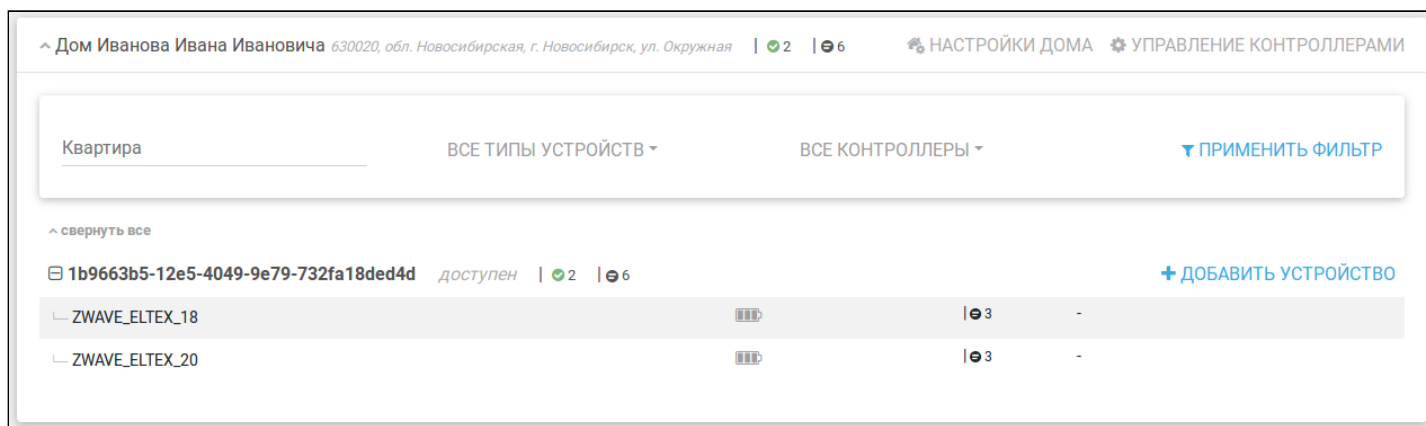 Дом Иванова Ивана Ивановича 630020, обл. Новосибирская, г. Новосибирск, ул. Окружная | 2 | 6 НАСТРОЙКИ ДОМА УПРАВЛЕНИЕ КОНТРОЛЛЕРАМИ
Квартира ВСЕ ТИПЫ УСТРОЙСТВ ВСЕ КОНТРОЛЛЕРЫ ПРИМЕНИТЬ ФИЛЬТР
свернуть все
1b9663b5-12e5-4049-9e79-732fa18ded4d доступен | 2 | 6 + ДОБАВИТЬ УСТРОЙСТВО
ZWAVE_ELTEX_18 | 3 -
ZWAVE_ELTEX_20 | 3 -